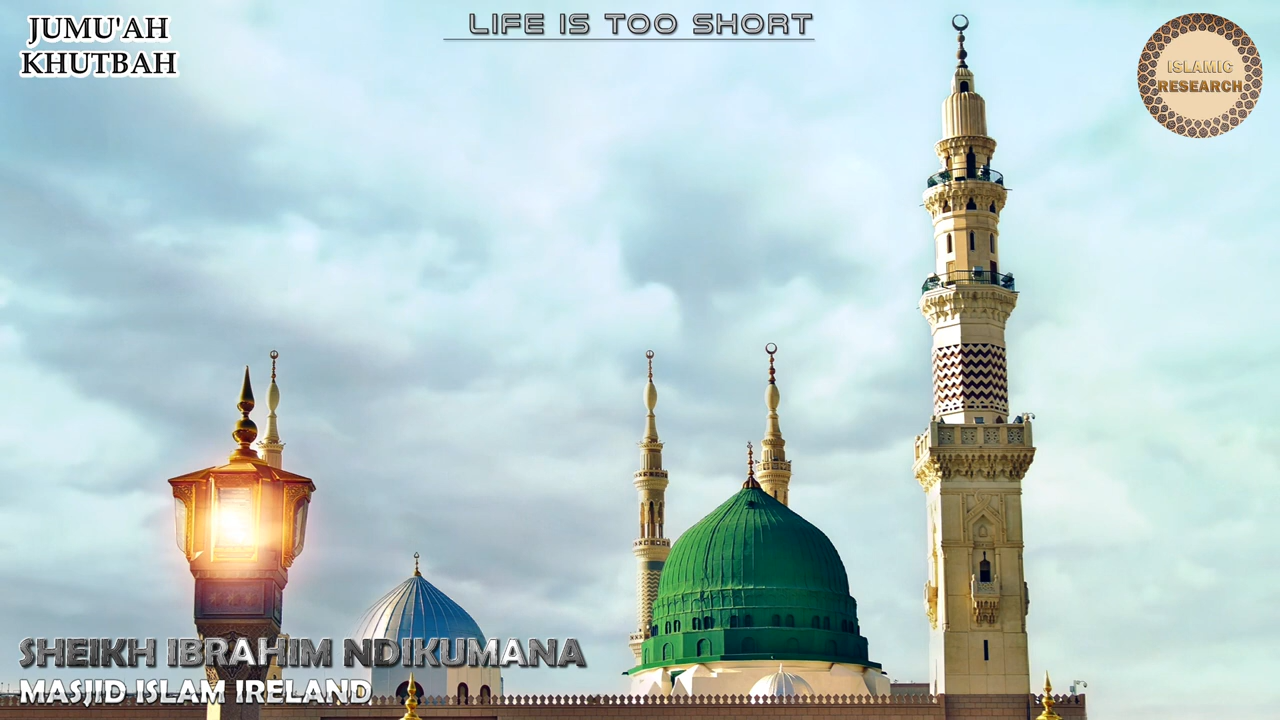 JUMU'AH
KHUTBAH
LIFE IS TOO SHORT
ISLAMIC
RESEARCH
SHEIKH IBRAHIM NDIKUMANA
MASJID ISLAM IRELAND